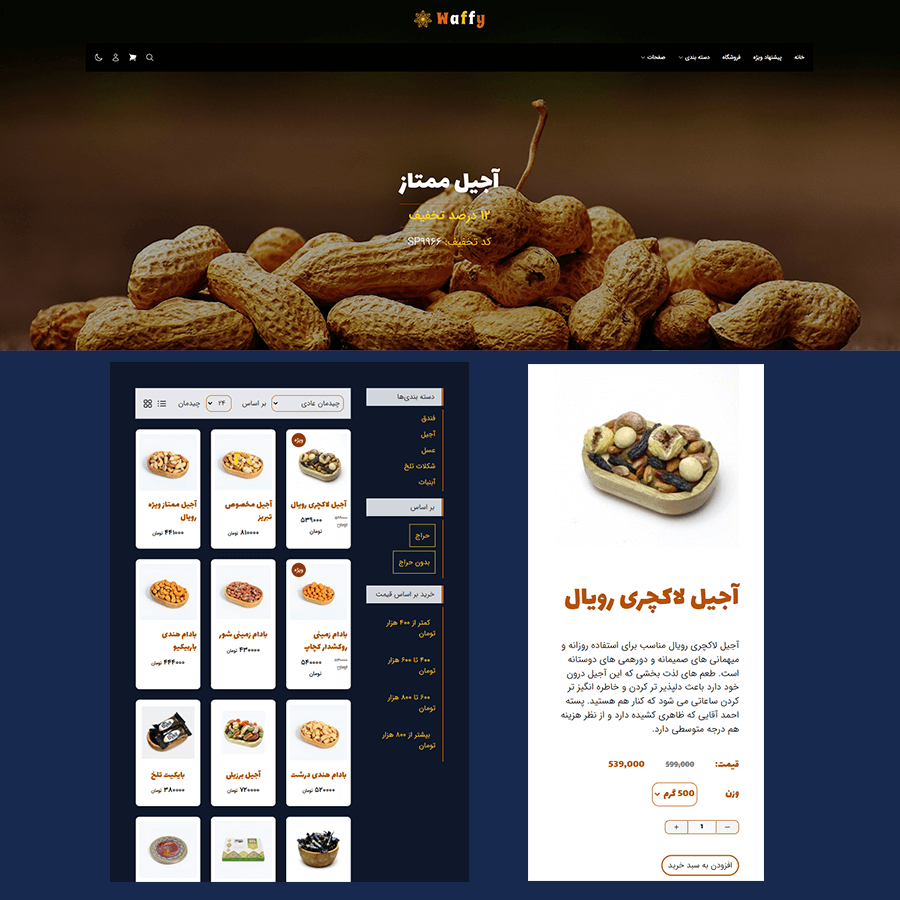 Waffy
خانه
پیشنهاد ویژه
فروشگاه
دسته بندی
صفحات
آجیل ممتاز
۱۲ درصد تخفیف
کد تخفیف: SP۹۹۶۶
دسته بندی‌ها
فندق
آجیل
عسل
شکلات تلخ
آبنبات
بر اساس
حراج
بدون حراج
خرید بر اساس قیمت
کمتر از ۴۰۰ هزار
تومان
۴۰۰ تا ۶۰۰ هزار
تومان
۶۰۰ تا ۸۰۰ هزار
تومان
بیشتر از ۸۰۰ هزار
تومان
چیدمان عادی
بر اساس
۲۴
چیدمان
ویژه
آجیل لاکچری رویال
۵۳۹۰۰۰
تومان
آجیل مخصوص
تبریز
۸۱۰۰۰۰ تومان
آجیل ممتاز ویژه
رویال
۴۴۱۰۰۰ تومان
ویژه
بادام زمینی
روکشدار کچاپ
۵۴۰۰۰۰
تومان
بادام زمینی شور
۴۳۰۰۰۰ تومان
بادام هندی
باربیکیو
۴۴۴۰۰۰ تومان
بادام هندی درشت
۵۲۰۰۰۰ تومان
آجیل برزیلی
۷۲۰۰۰۰ تومان
بایکیت تلخ
۳۸۰۰۰۰ تومان
آجیل لاکچری رویال
آجیل لاکچری رویال مناسب برای استفاده روزانه و
میهمانی های صمیمانه و دورهمی های دوستانه
است. طعم های لذت بخشی که این آجیل درون
خود دارد باعث دلپذیر تر کردن و خاطره انگیز تر
کردن ساعاتی می شود که کنار هم هستید. پسته
احمد آقایی که ظاهری کشیده دارد و از نظر هزینه
هم درجه متوسطی دارد.
قیمت: 599,000 539,000
وزن 500 گرم
— 1 +
افزودن به سبد خرید